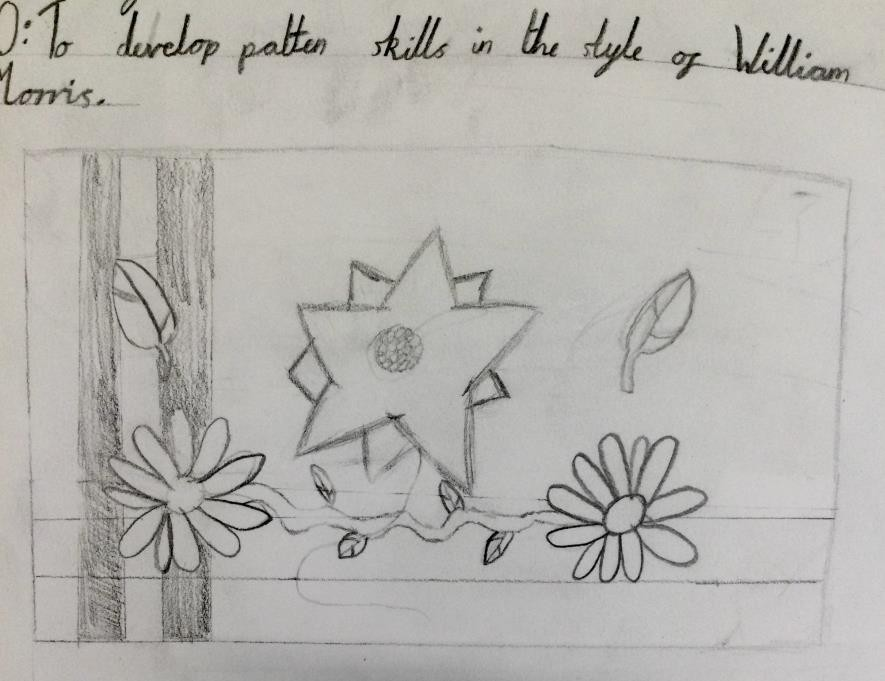 O: To develop patten skills in the style of William
Morris.